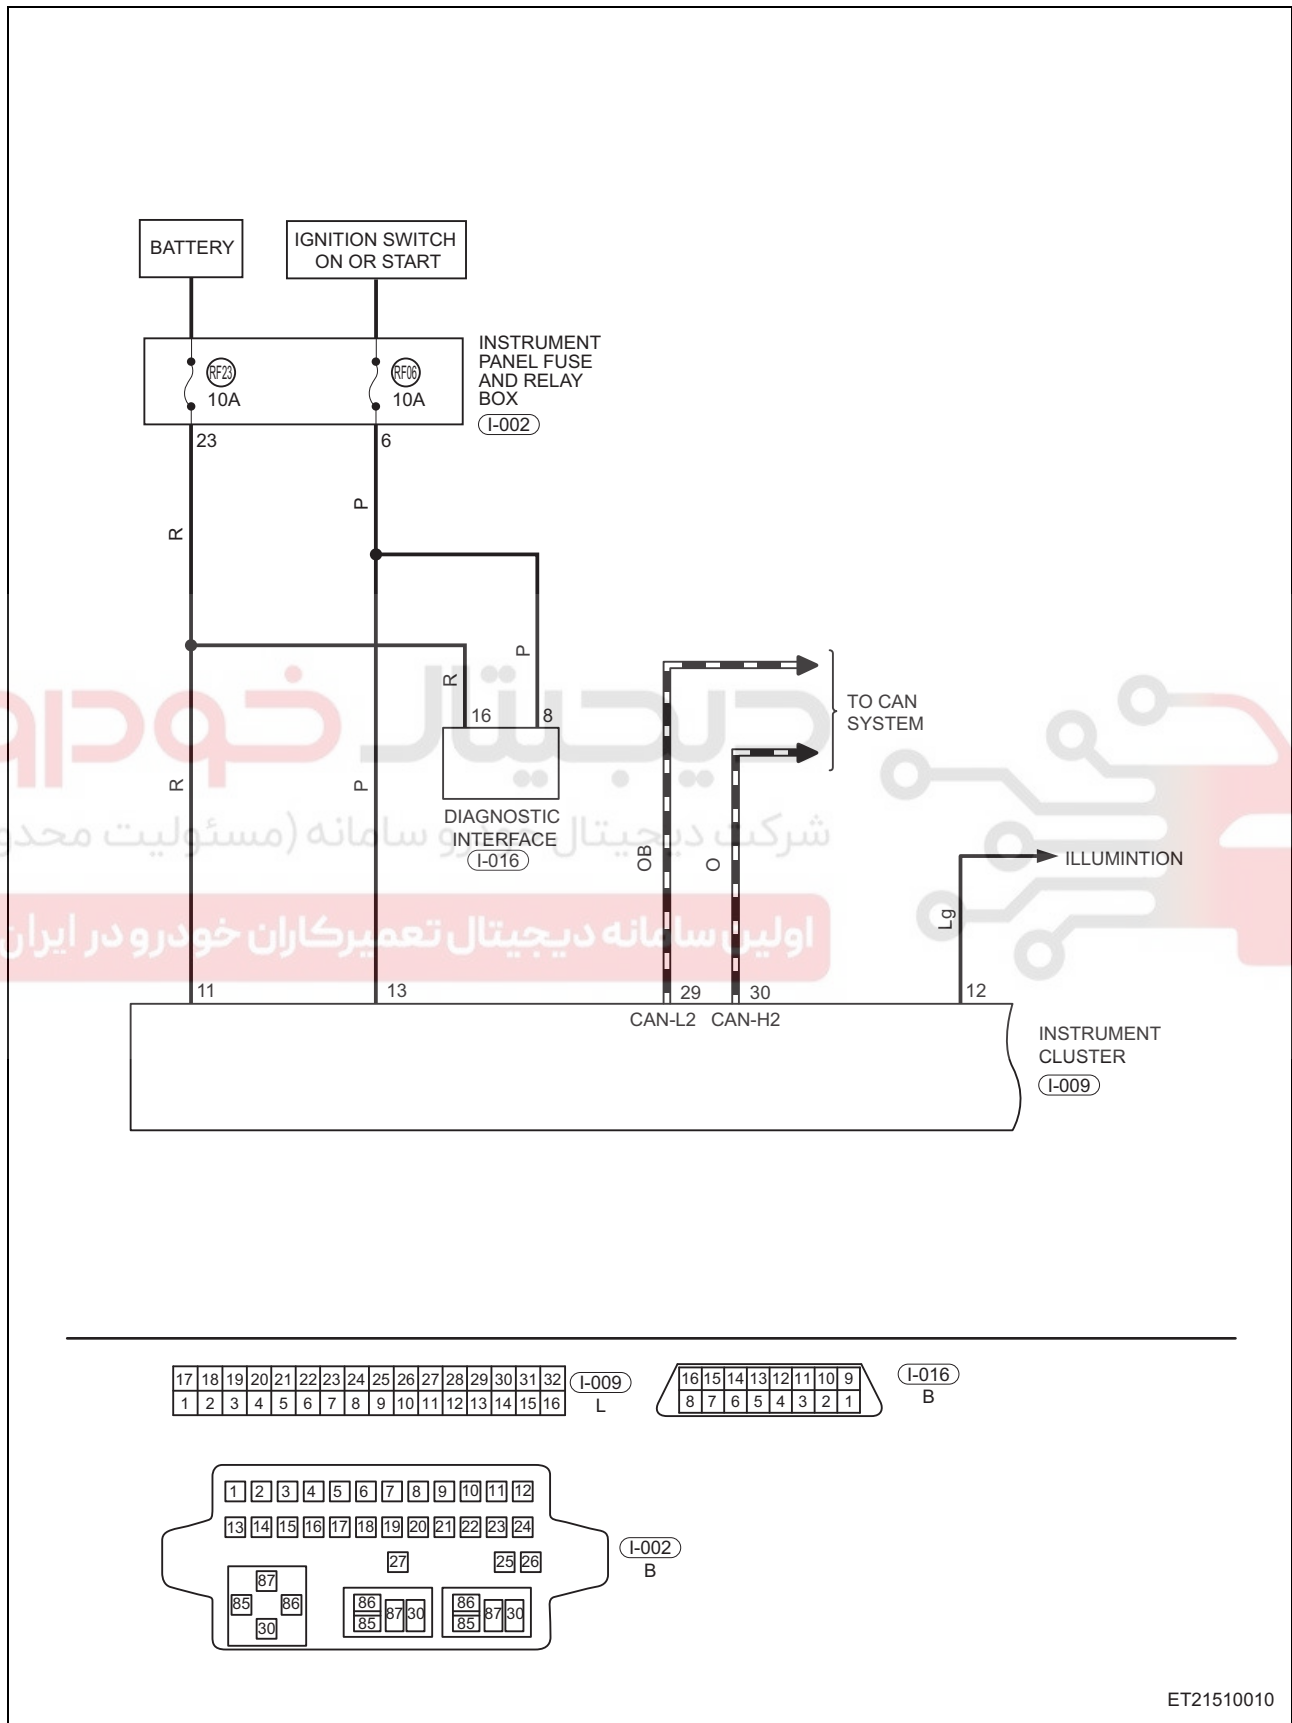 BATTERY
IGNITION SWITCH
ON OR START
INSTRUMENT
PANEL FUSE
AND RELAY
BOX
I-002
RF23
10A
RF06
10A
23
6
R
P
R
P
16
8
R
P
DIAGNOSTIC
INTERFACE
I-016
TO CAN
SYSTEM
OB
O
ILLUMINTION
Lg
دیجیتال خودرو
شرکت دیجیتال خودرو سامانه (مسئولیت محدو
اولین سامانه دیجیتال تعمیرکاران خودرو در ایران
11
13
29
30
12
CAN-L2 CAN-H2
INSTRUMENT
CLUSTER
I-009
17 18 19 20 21 22 23 24 25 26 27 28 29 30 31 32
1 2 3 4 5 6 7 8 9 10 11 12 13 14 15 16
I-009
L
16 15 14 13 12 11 10 9
8 7 6 5 4 3 2 1
I-016
B
1 2 3 4 5 6 7 8 9 10 11 12
13 14 15 16 17 18 19 20 21 22 23 24
27 25 26
I-002
B
87
85 86
30
86
85
87 30
86
85
87 30
ET21510010